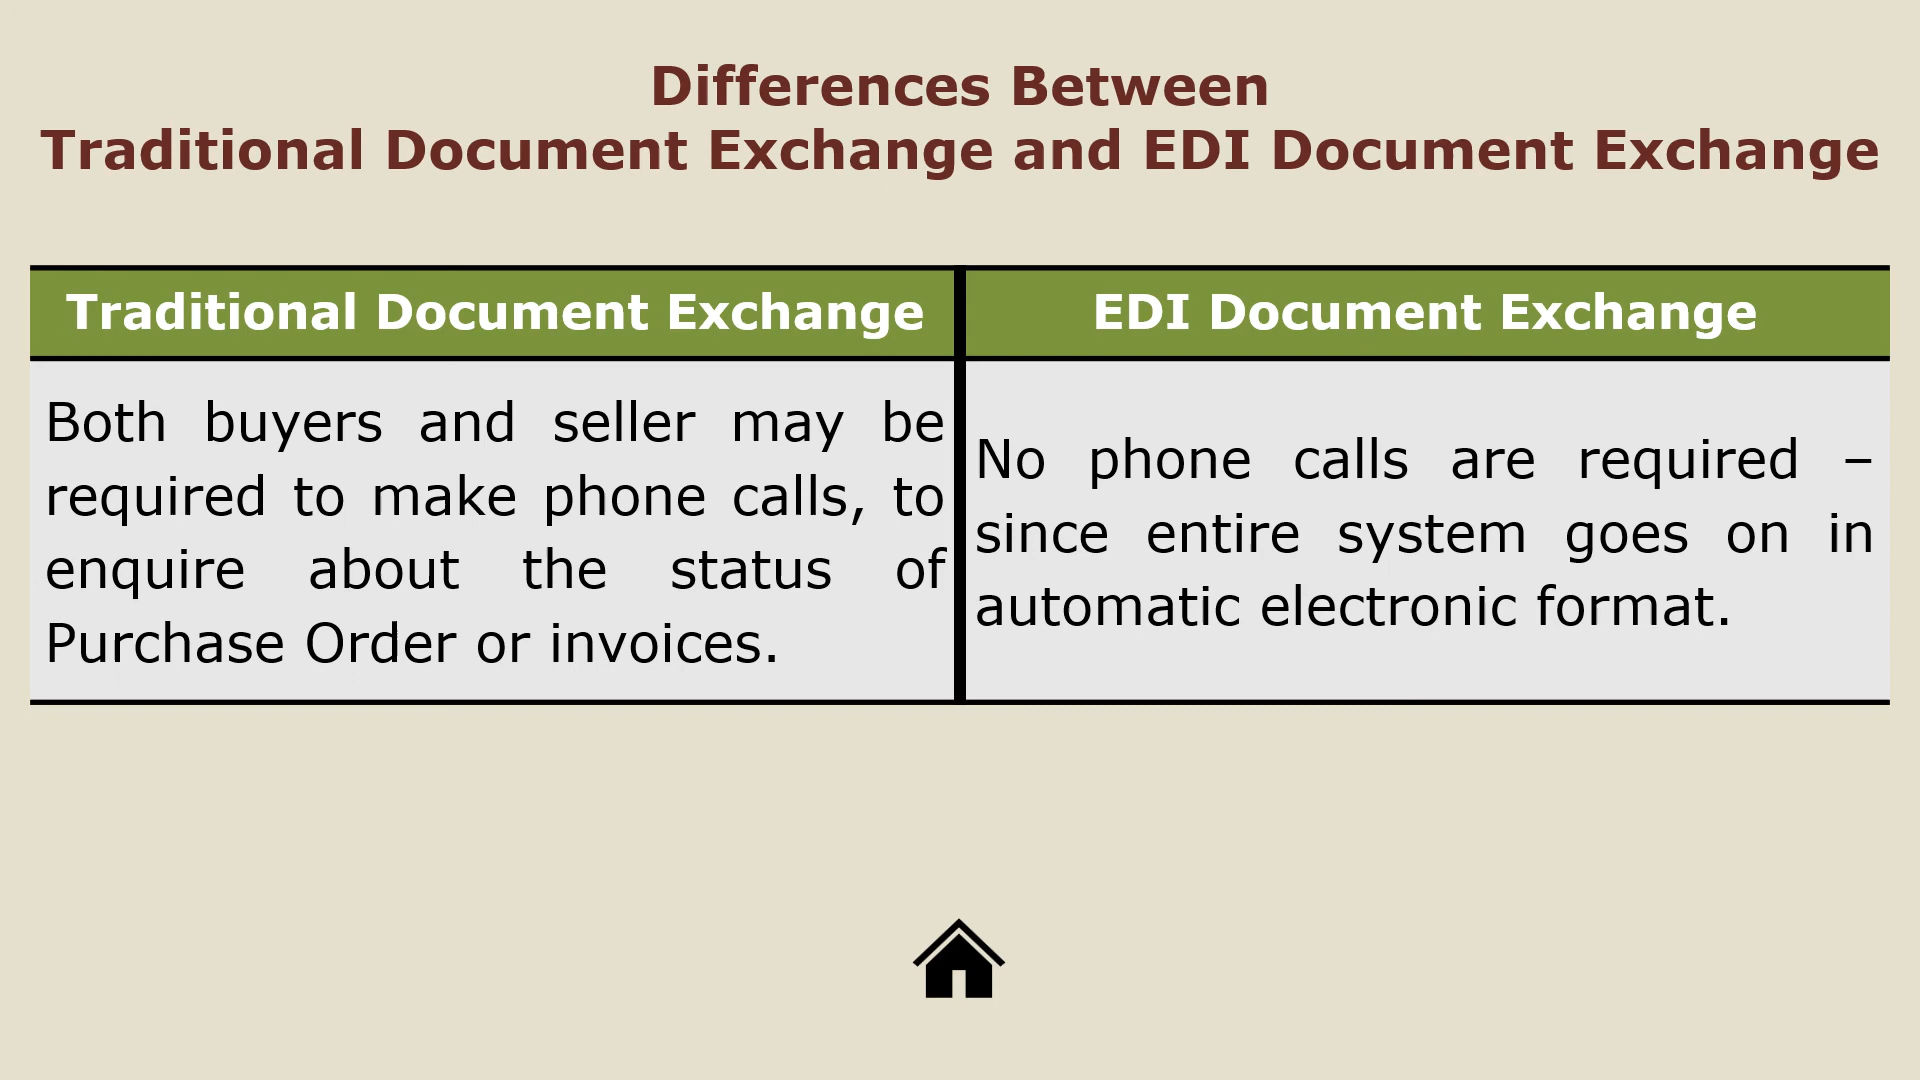 Differences Between
Traditional Document Exchange and EDI Document Exchange
Traditional Document Exchange
EDI Document Exchange
Both buyers and seller may be
required to make phone calls, to
enquire about the status of
Purchase Order or invoices.
No phone calls are required –
since entire system goes on in
automatic electronic format.